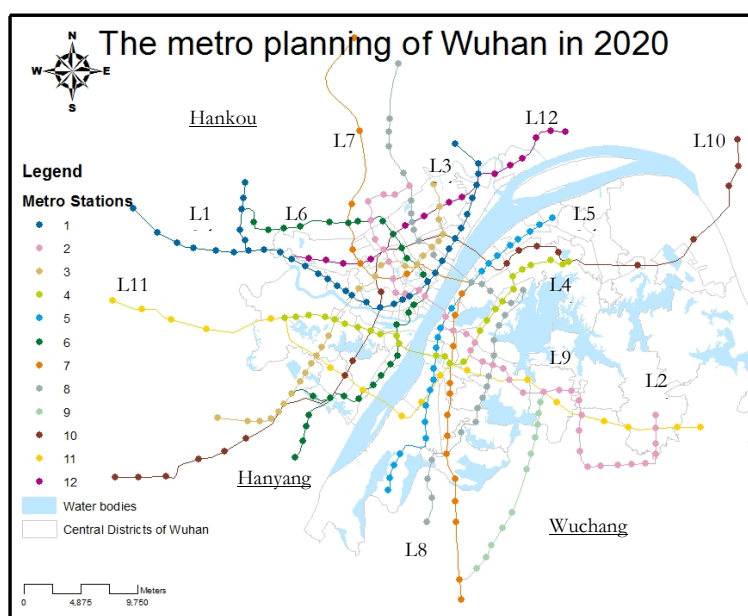 The metro planning of Wuhan in 2020
N
W E
S
Hankou
L12
L7
L10
L3
Legend
Metro Stations
L1
L6
L5
1
2
3
4
5
6
7
8
9
10
11
12
L11
L4
L9
L2
Hanyang
Water bodies
Central Districts of Wuhan
Wuchang
L8
Meters
0 4,875 9,750